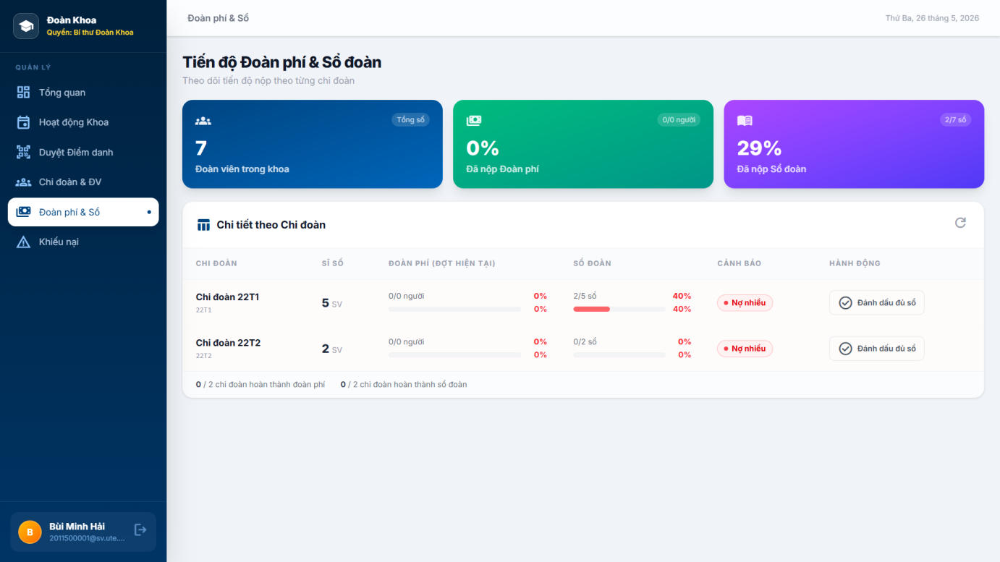 Đoàn Khoa
Quyền: Bí thư Đoàn Khoa
QUẢN LÝ
Tổng quan
Hoạt động Khoa
Duyệt Điểm danh
Chi đoàn & ĐV
Đoàn phí & Sổ
Khiếu nại
Bùi Minh Hải
B
2011500001@sv.ute....
Đoàn phí & Sổ
Thứ Ba, 26 tháng 5, 2026
Tiến độ Đoàn phí & Sổ đoàn
Theo dõi tiến độ nộp theo từng chi đoàn
Tổng số
7
Đoàn viên trong khoa
0/0 người
0%
Đã nộp Đoàn phí
2/7 sổ
29%
Đã nộp Sổ đoàn
Chi tiết theo Chi đoàn
CHI ĐOÀN SĨ SỐ ĐOÀN PHÍ (ĐỢT HIỆN TẠI) SỔ ĐOÀN CẢNH BÁO HÀNH ĐỘNG
Chi đoàn 22T1
22T1
5 SV
0/0 người 0%
0%
2/5 sổ 40%
40%
Nợ nhiều
Đánh dấu đủ sổ
Chi đoàn 22T2
22T2
2 SV
0/0 người 0%
0%
0/2 sổ 0%
0%
Nợ nhiều
Đánh dấu đủ sổ
0 / 2 chi đoàn hoàn thành đoàn phí 0 / 2 chi đoàn hoàn thành sổ đoàn